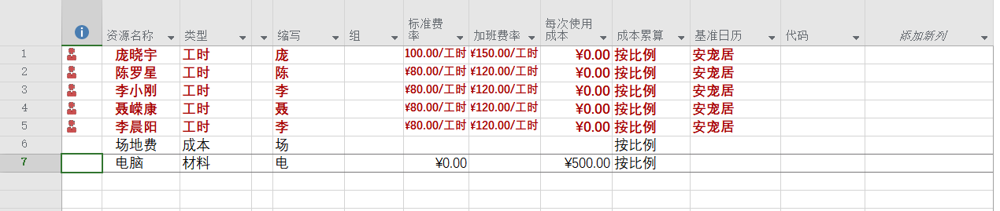 资源名称 类型 缩写 组 标准费率 加班费率 每次使用成本 成本累算 基准日历 代码 添加新列
1 庞晓宇 工时 庞 100.00/工时 ¥150.00/工时 ¥0.00 按比例 安宠居
2 陈罗星 工时 陈 ¥80.00/工时 ¥120.00/工时 ¥0.00 按比例 安宠居
3 李小刚 工时 李 ¥80.00/工时 ¥120.00/工时 ¥0.00 按比例 安宠居
4 聂嵘康 工时 聂 ¥80.00/工时 ¥120.00/工时 ¥0.00 按比例 安宠居
5 李晨阳 工时 李 ¥80.00/工时 ¥120.00/工时 ¥0.00 按比例 安宠居
6 场地费 成本 场 按比例
7 电脑 材料 电 ¥0.00 ¥500.00 按比例